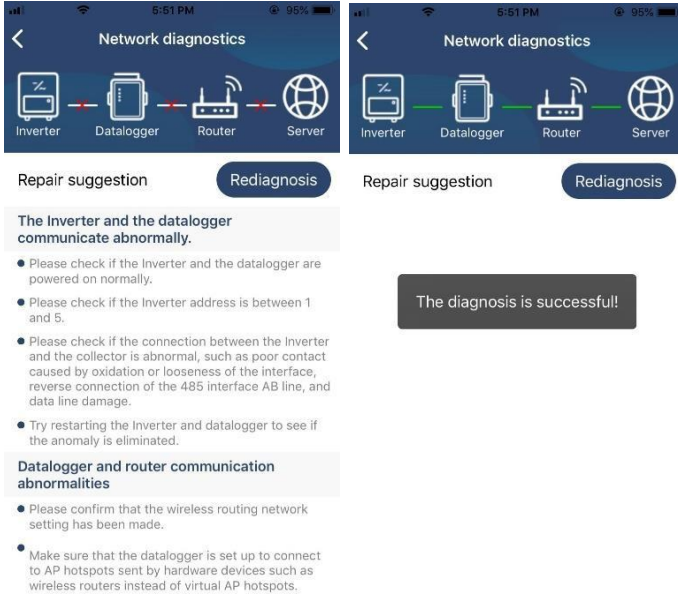 5:51 PM
95%
Network diagnostics
Inverter
Datalogger
Router
Server
Repair suggestion
Rediagnosis
The Inverter and the datalogger
communicate abnormally.
Please check if the Inverter and the datalogger are
powered on normally.
Please check if the Inverter address is between 1
and 5.
Please check if the connection between the Inverter
and the collector is abnormal, such as poor contact
caused by oxidation or looseness of the interface,
reverse connection of the 485 interface AB line, and
data line damage.
Try restarting the Inverter and datalogger to see if
the anomaly is eliminated.
Datalogger and router communication
abnormalities
Please confirm that the wireless routing network
setting has been made.
Make sure that the datalogger is set up to connect
to AP hotspots sent by hardware devices such as
wireless routers instead of virtual AP hotspots.
5:51 PM
95%
Network diagnostics
Inverter
Datalogger
Router
Server
Repair suggestion
Rediagnosis
The diagnosis is successful!